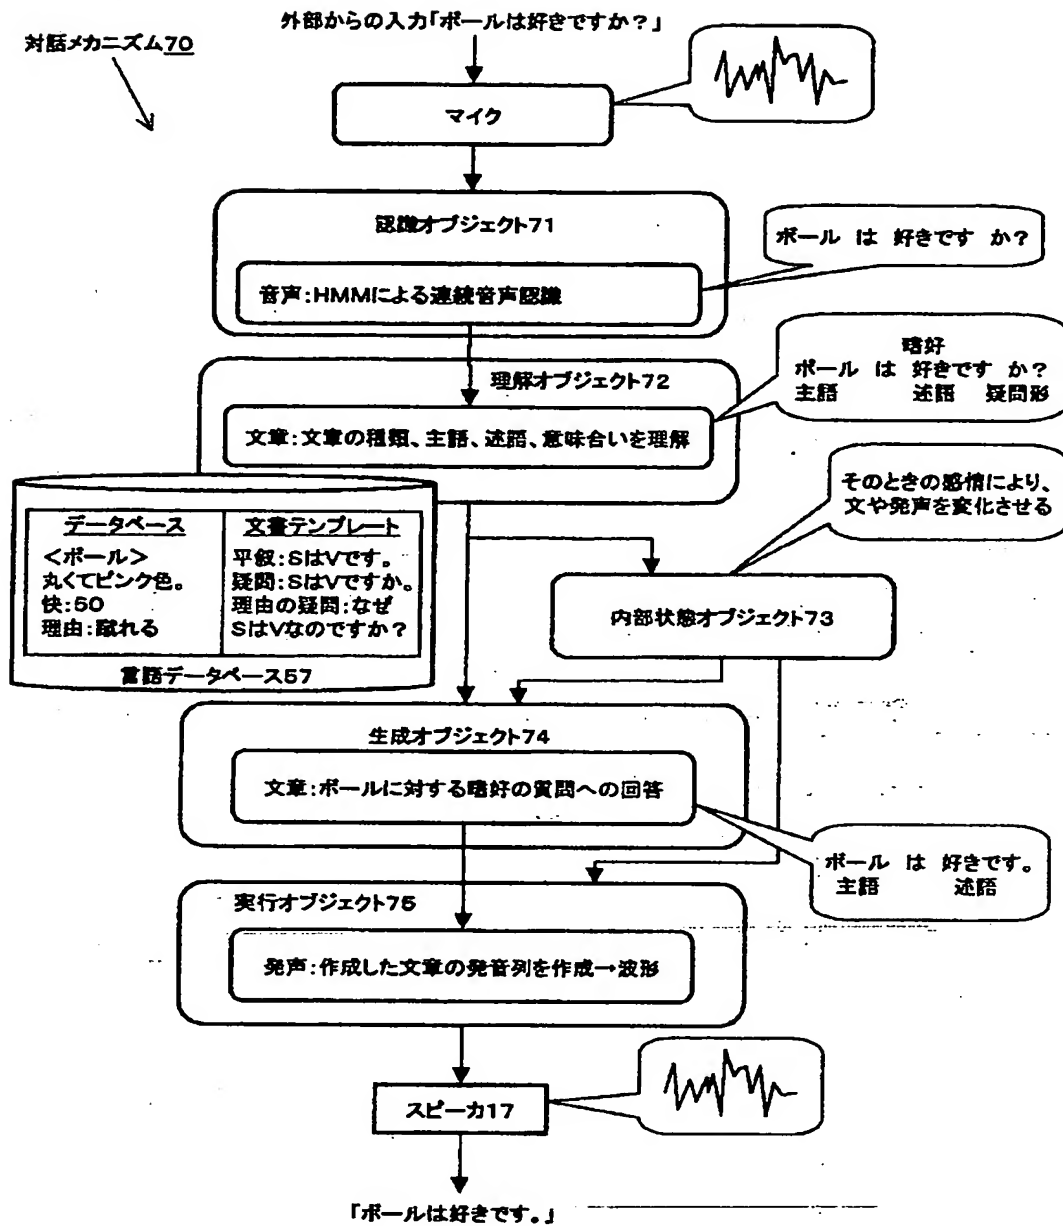 外部からの入力「ボールは好きですか？」
対話メカニズム70
マイク
認識オブジェクト71
ボール は 好きです か？
音声：HMMによる連続音声認識
嗜好
ボール は 好きです か？
主語 述語 疑問形
理解オブジェクト72
文章：文章の種類、主語、述語、意味合いを理解
そのときの感情により、
文や発声を変化させる
データベース
＜ボール＞
丸くてピンク色。
快：50
理由：蹴れる
文書テンプレート
平叙：SはVです。
疑問：SはVですか。
理由の疑問：なぜ
SはVなのですか？
言語データベース57
内部状態オブジェクト73
生成オブジェクト74
文章：ボールに対する嗜好の質問への回答
ボール は 好きです。
主語 述語
実行オブジェクト75
発声：作成した文章の発音列を作成→波形
スピーカ17
「ボールは好きです。」